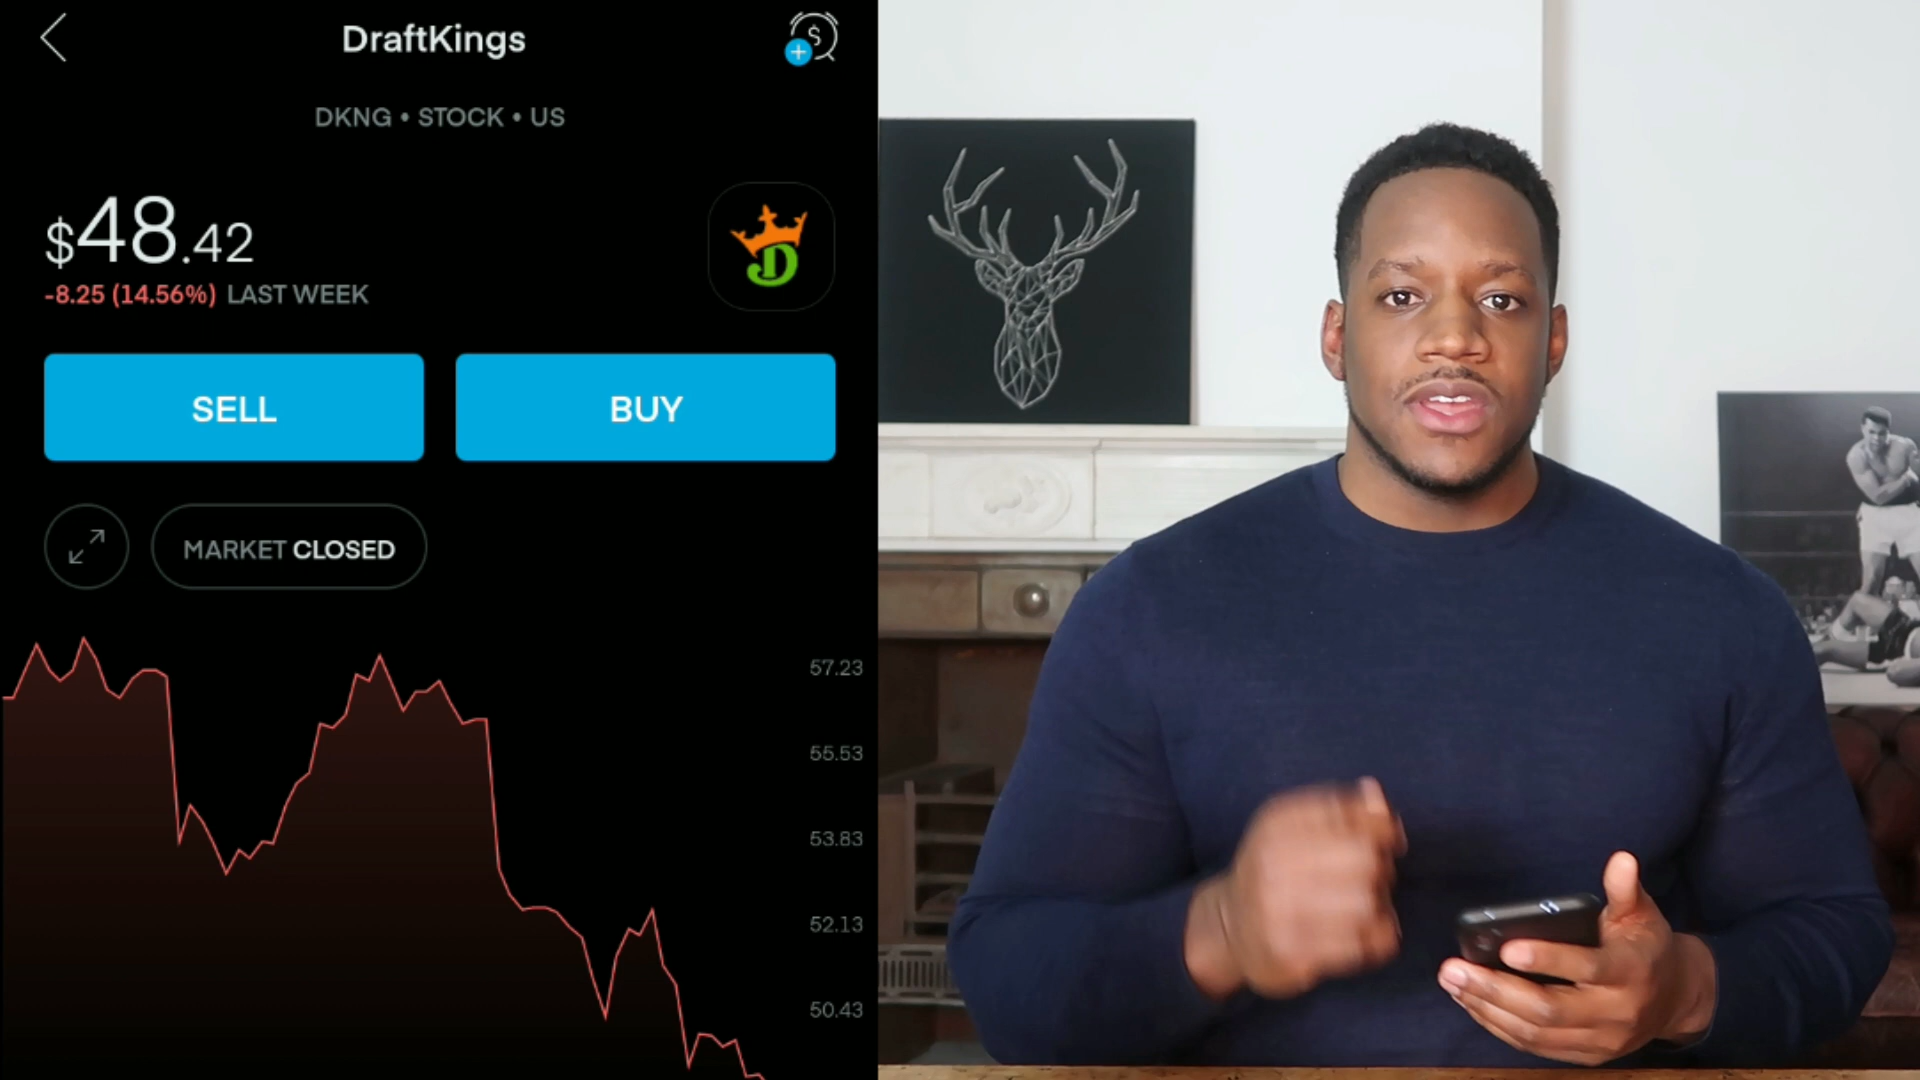 DraftKings
$
DKNG • STOCK • US
$48.42
-8.25 (14.56%) LAST WEEK
D
SELL
BUY
MARKET CLOSED
57.23
55.53
53.83
52.13
50.43